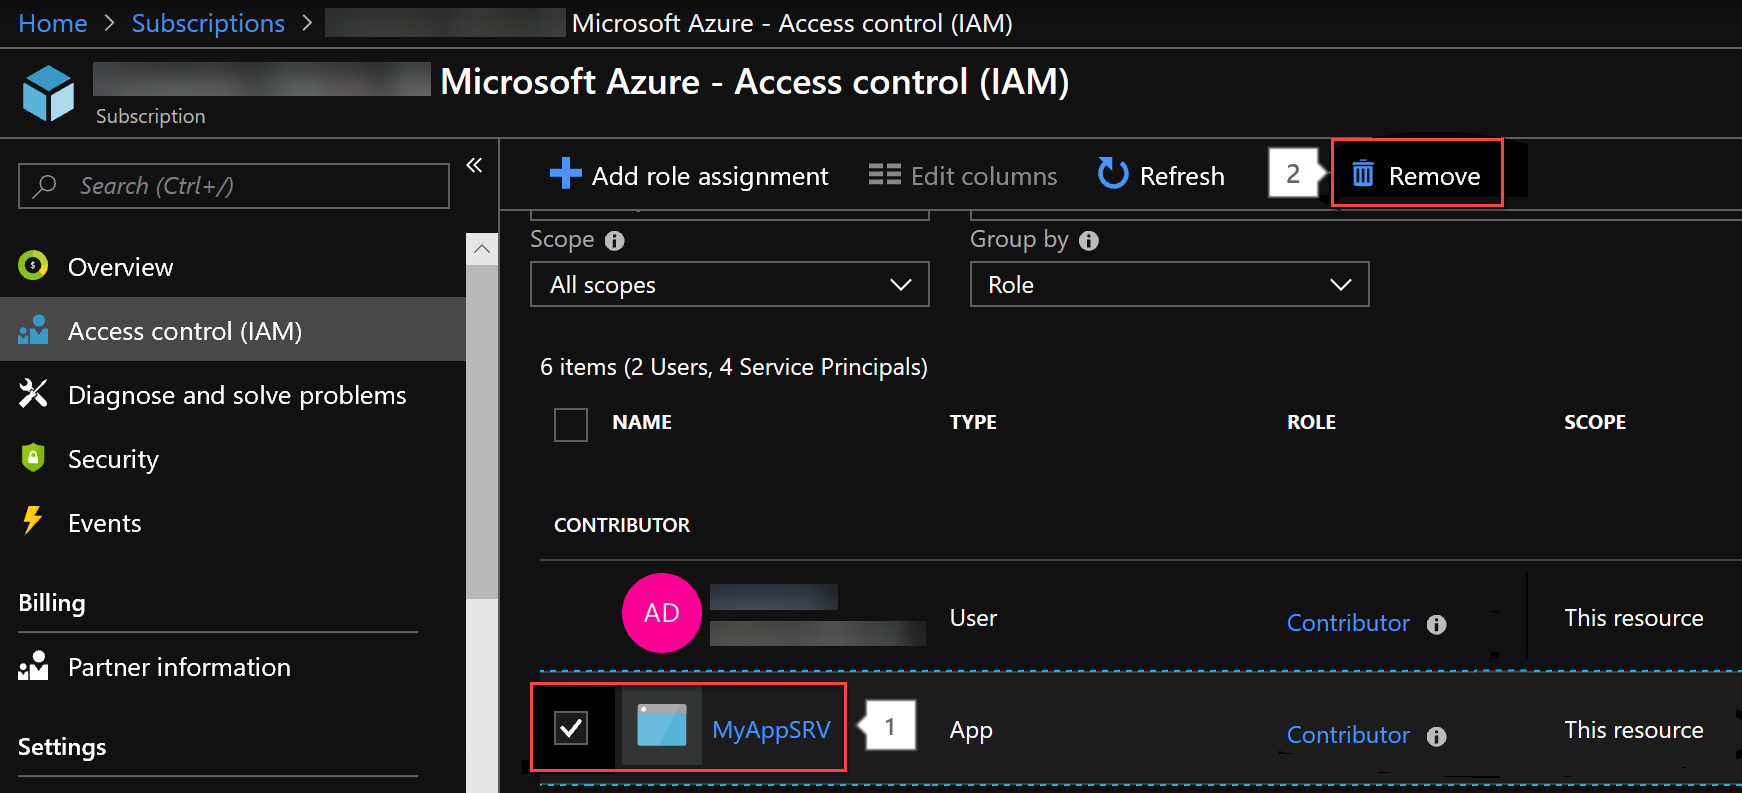 Home > Subscriptions > Microsoft Azure - Access control (IAM)
Microsoft Azure - Access control (IAM)
Subscription
Search (Ctrl+/)
«
Add role assignment
Edit columns
Refresh
2
Remove
Overview
Access control (IAM)
Diagnose and solve problems
Security
Events
Billing
Partner information
Settings
Scope
Group by
All scopes
Role
6 items (2 Users, 4 Service Principals)
NAME TYPE ROLE SCOPE
CONTRIBUTOR
AD User Contributor This resource
MyAppSRV 1 App Contributor This resource